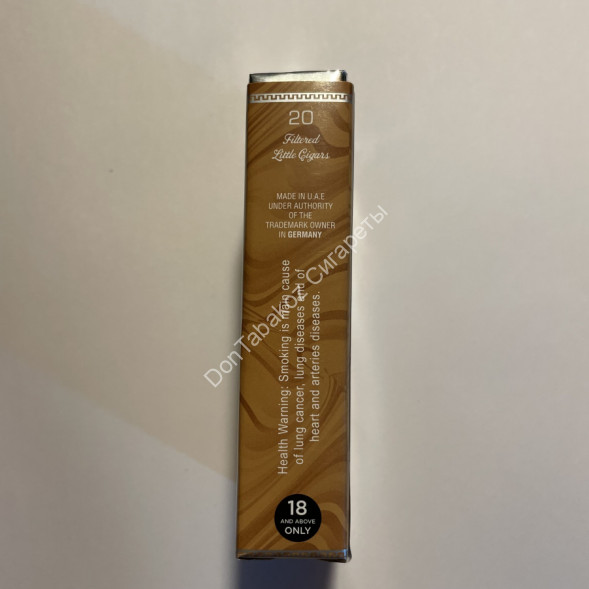 20
Filtered
Little Cigars
MADE IN U.A.E
UNDER AUTHORITY
OF THE
TRADEMARK OWNER
IN GERMANY
Health Warning: Smoking is main cause
of lung cancer, lung diseases and of
heart and arteries diseases.
DonTabakoz Сигареты
18
AND ABOVE
ONLY